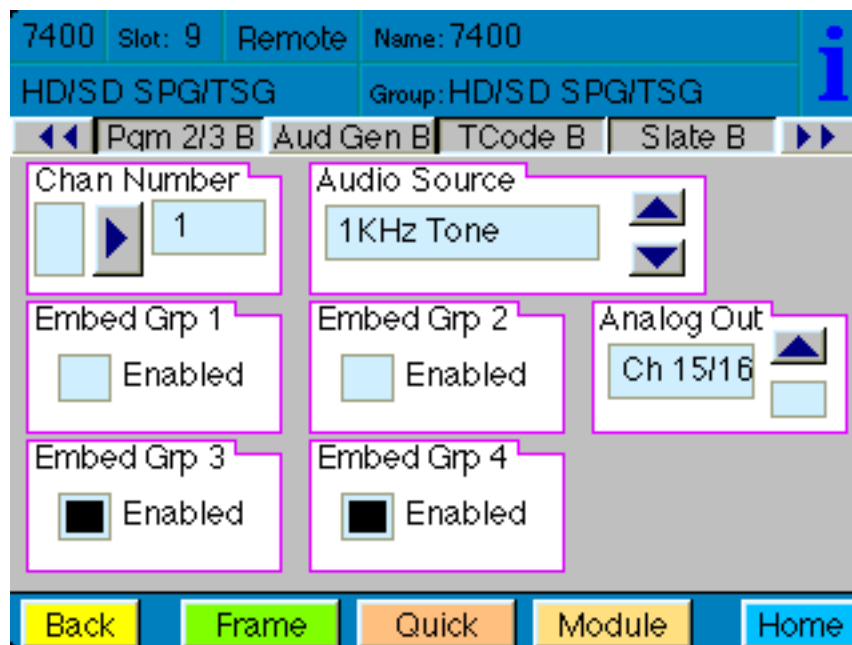 7400 Slot: 9 Remote Name: 7400
HD/SD SPG/TSG Group: HD/SD SPG/TSG
i
Pgm 2/3 B Aud Gen B TCode B Slate B
Chan Number Audio Source
1 1KHz Tone
Embed Grp 1 Embed Grp 2 Analog Out
Enabled Enabled Ch 15/16
Embed Grp 3 Embed Grp 4
Enabled Enabled
Back Frame Quick Module Home